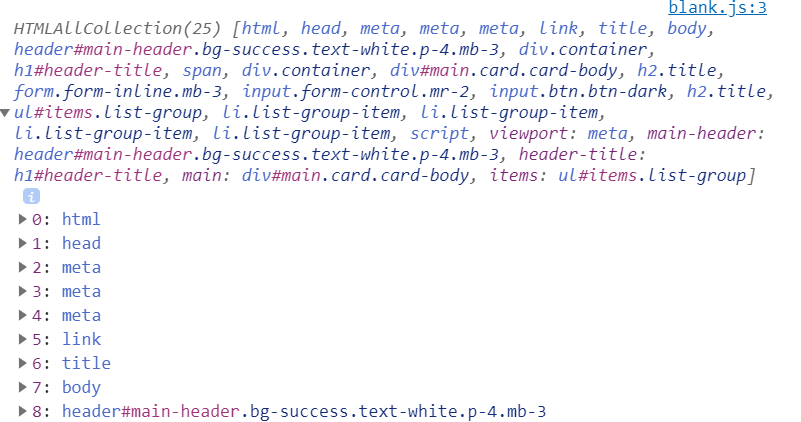 blank.js:3
HTMLAllCollection(25) [html, head, meta, meta, meta, link, title, body,
header#main-header.bg-success.text-white.p-4.mb-3, div.container,
h1#header-title, span, div.container, div#main.card.card-body, h2.title,
form.form-inline.mb-3, input.form-control.mr-2, input.btn.btn-dark, h2.title,
ul#items.list-group, li.list-group-item, li.list-group-item,
li.list-group-item, li.list-group-item, script, viewport: meta, main-header:
header#main-header.bg-success.text-white.p-4.mb-3, header-title:
h1#header-title, main: div#main.card.card-body, items: ul#items.list-group]
i
0: html
1: head
2: meta
3: meta
4: meta
5: link
6: title
7: body
8: header#main-header.bg-success.text-white.p-4.mb-3